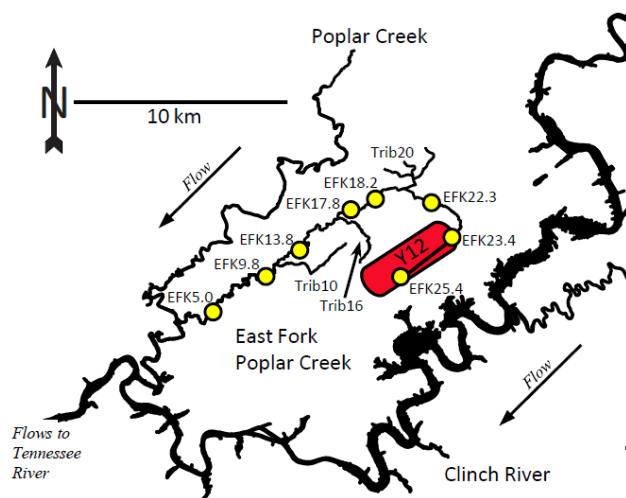 Poplar Creek
N
10 km
Flow
Trib20
EFK18.2
EFK17.8
EFK22.3
EFK13.8
EFK23.4
Y12
EFK9.8
EFK25.4
Trib10
Trib16
EFK5.0
East Fork
Poplar Creek
Flow
Flows to
Tennessee
River
Clinch River